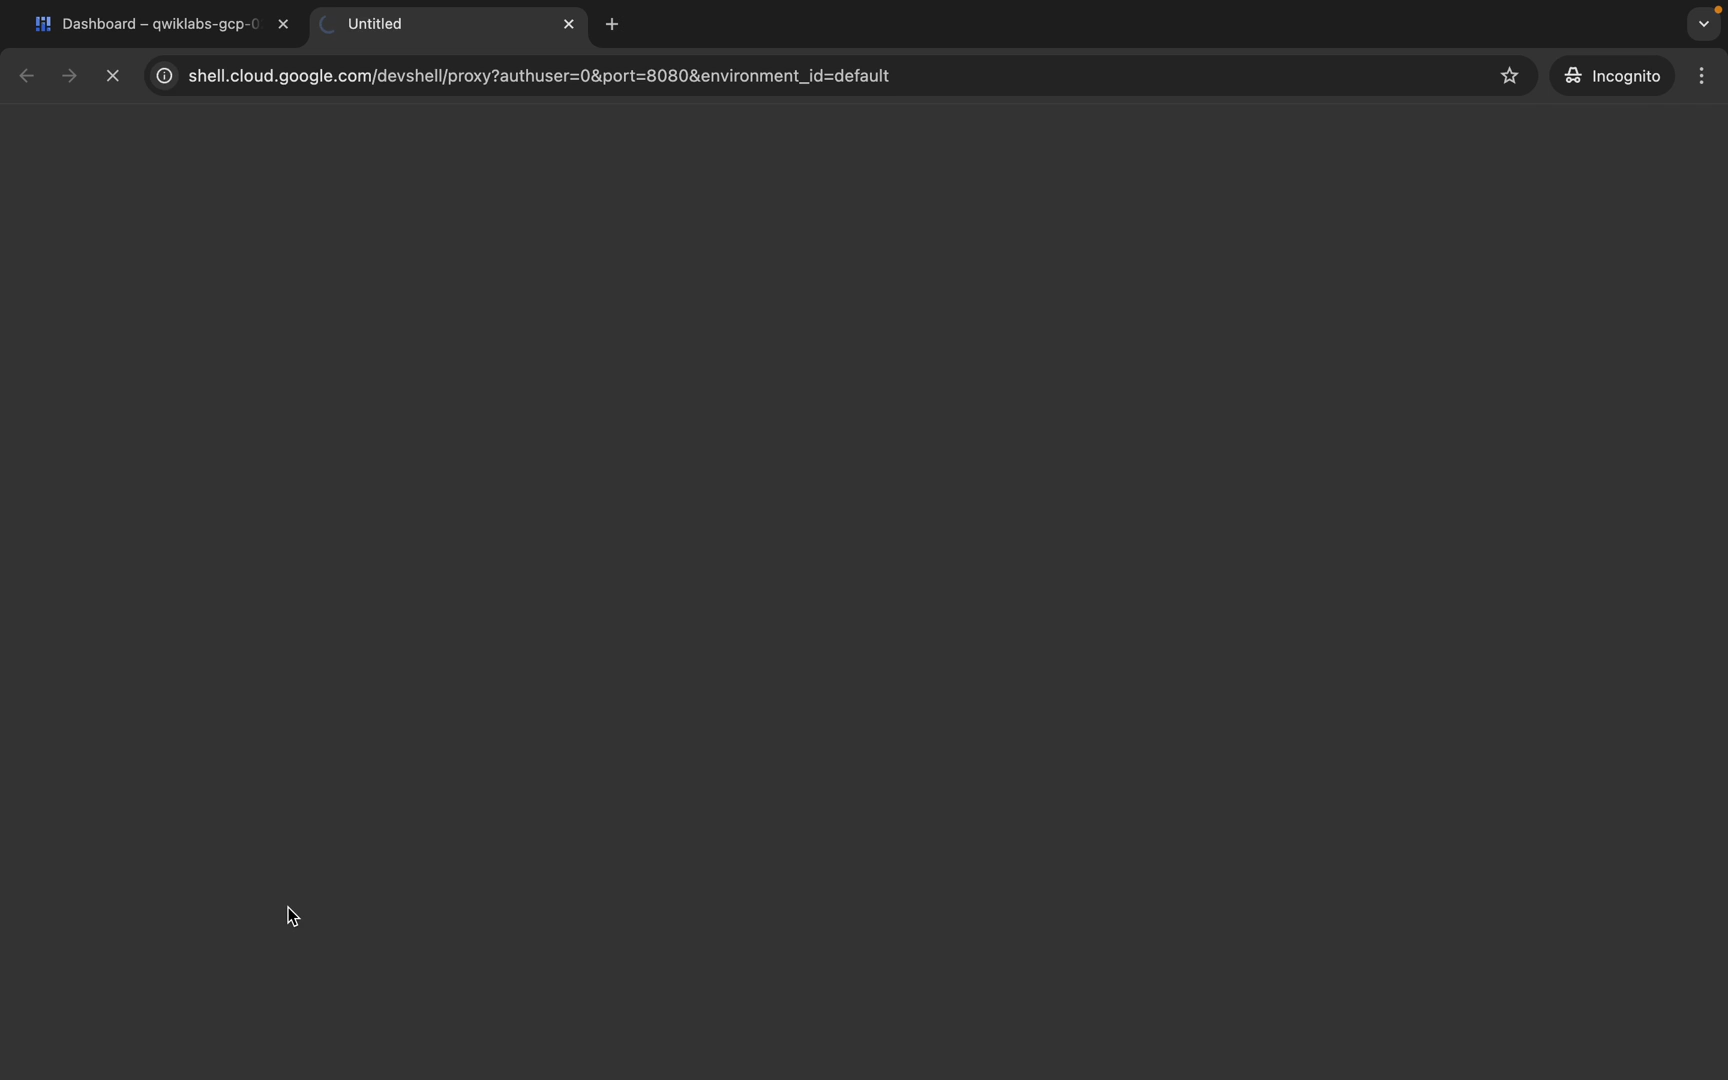 Dashboard – qwiklabs-gcp-0
Untitled
shell.cloud.google.com/devshell/proxy?authuser=0&port=8080&environment_id=default
Incognito